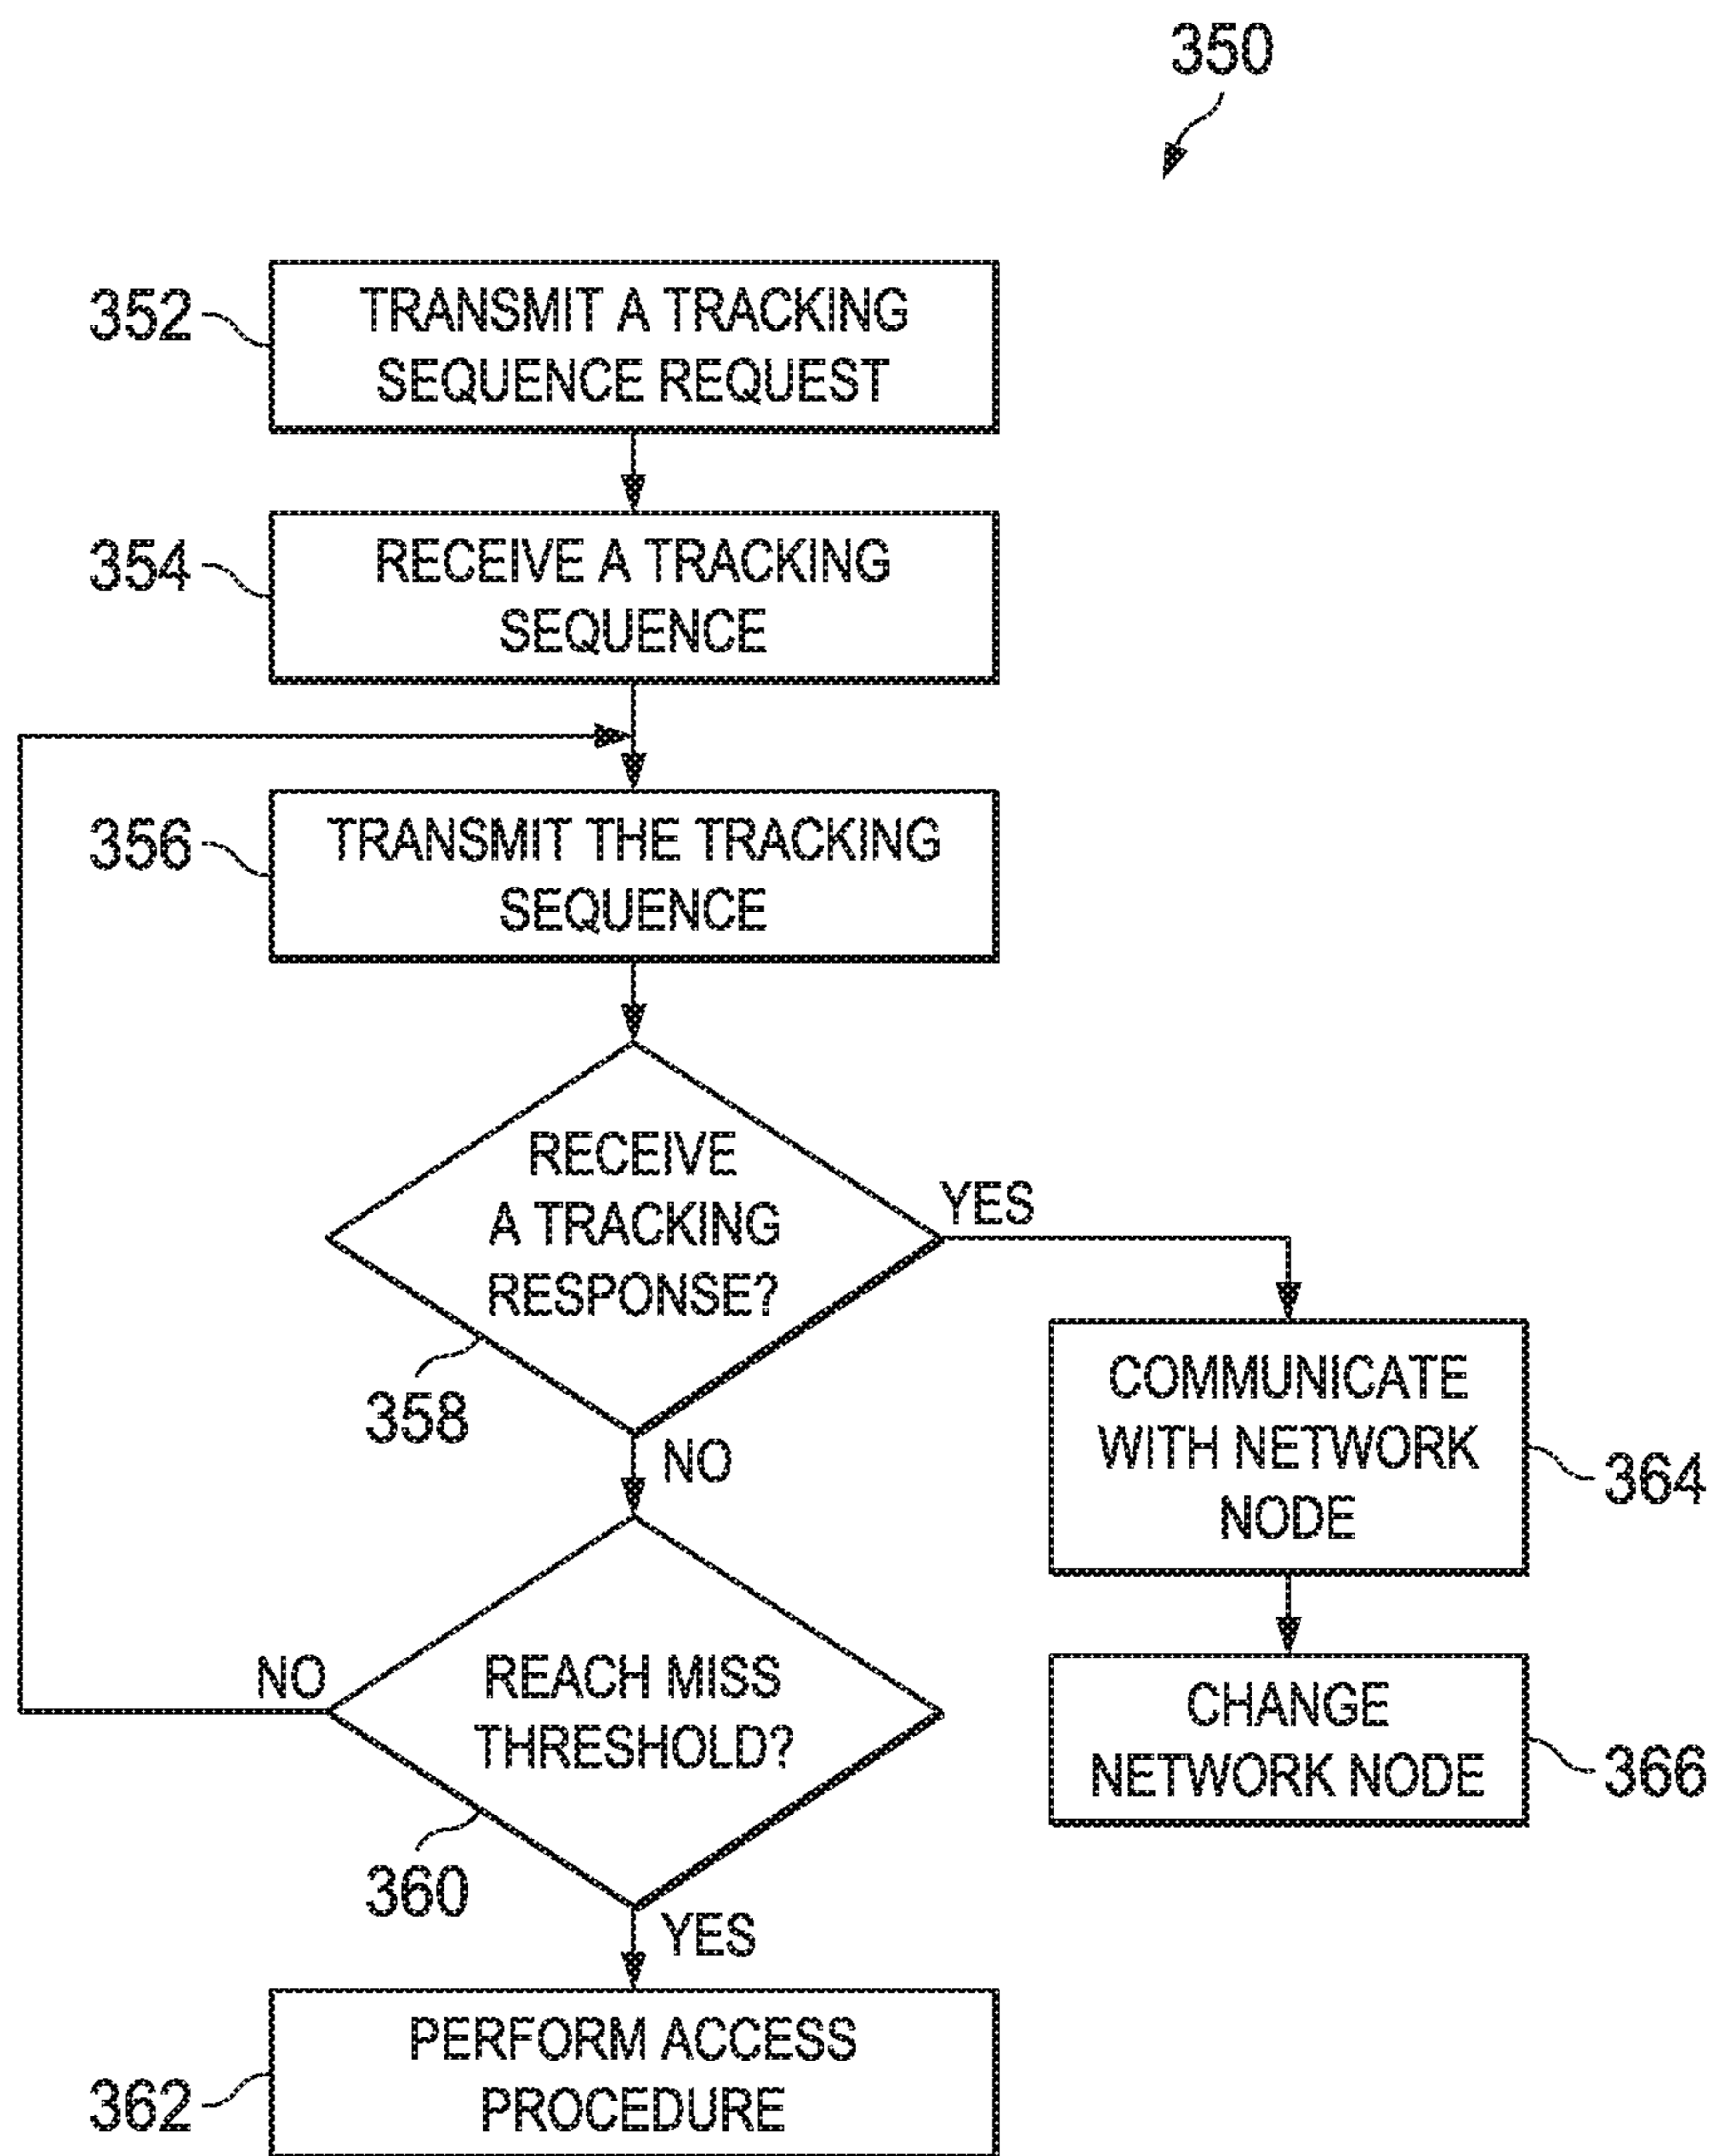 350
352
TRANSMIT A TRACKING
SEQUENCE REQUEST
354
RECEIVE A TRACKING
SEQUENCE
356
TRANSMIT THE TRACKING
SEQUENCE
RECEIVE
A TRACKING
RESPONSE?
YES
358
NO
COMMUNICATE
WITH NETWORK
NODE
364
NO
REACH MISS
THRESHOLD?
360
YES
CHANGE
NETWORK NODE
366
362
PERFORM ACCESS
PROCEDURE